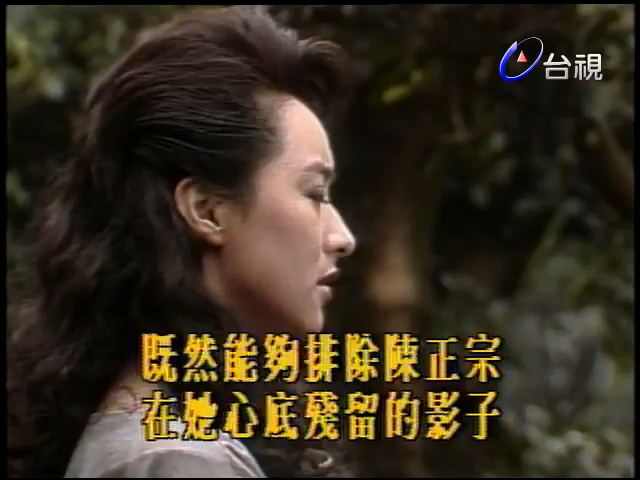 台視
既然能夠排除陳正宗
在她心底殘留的影子